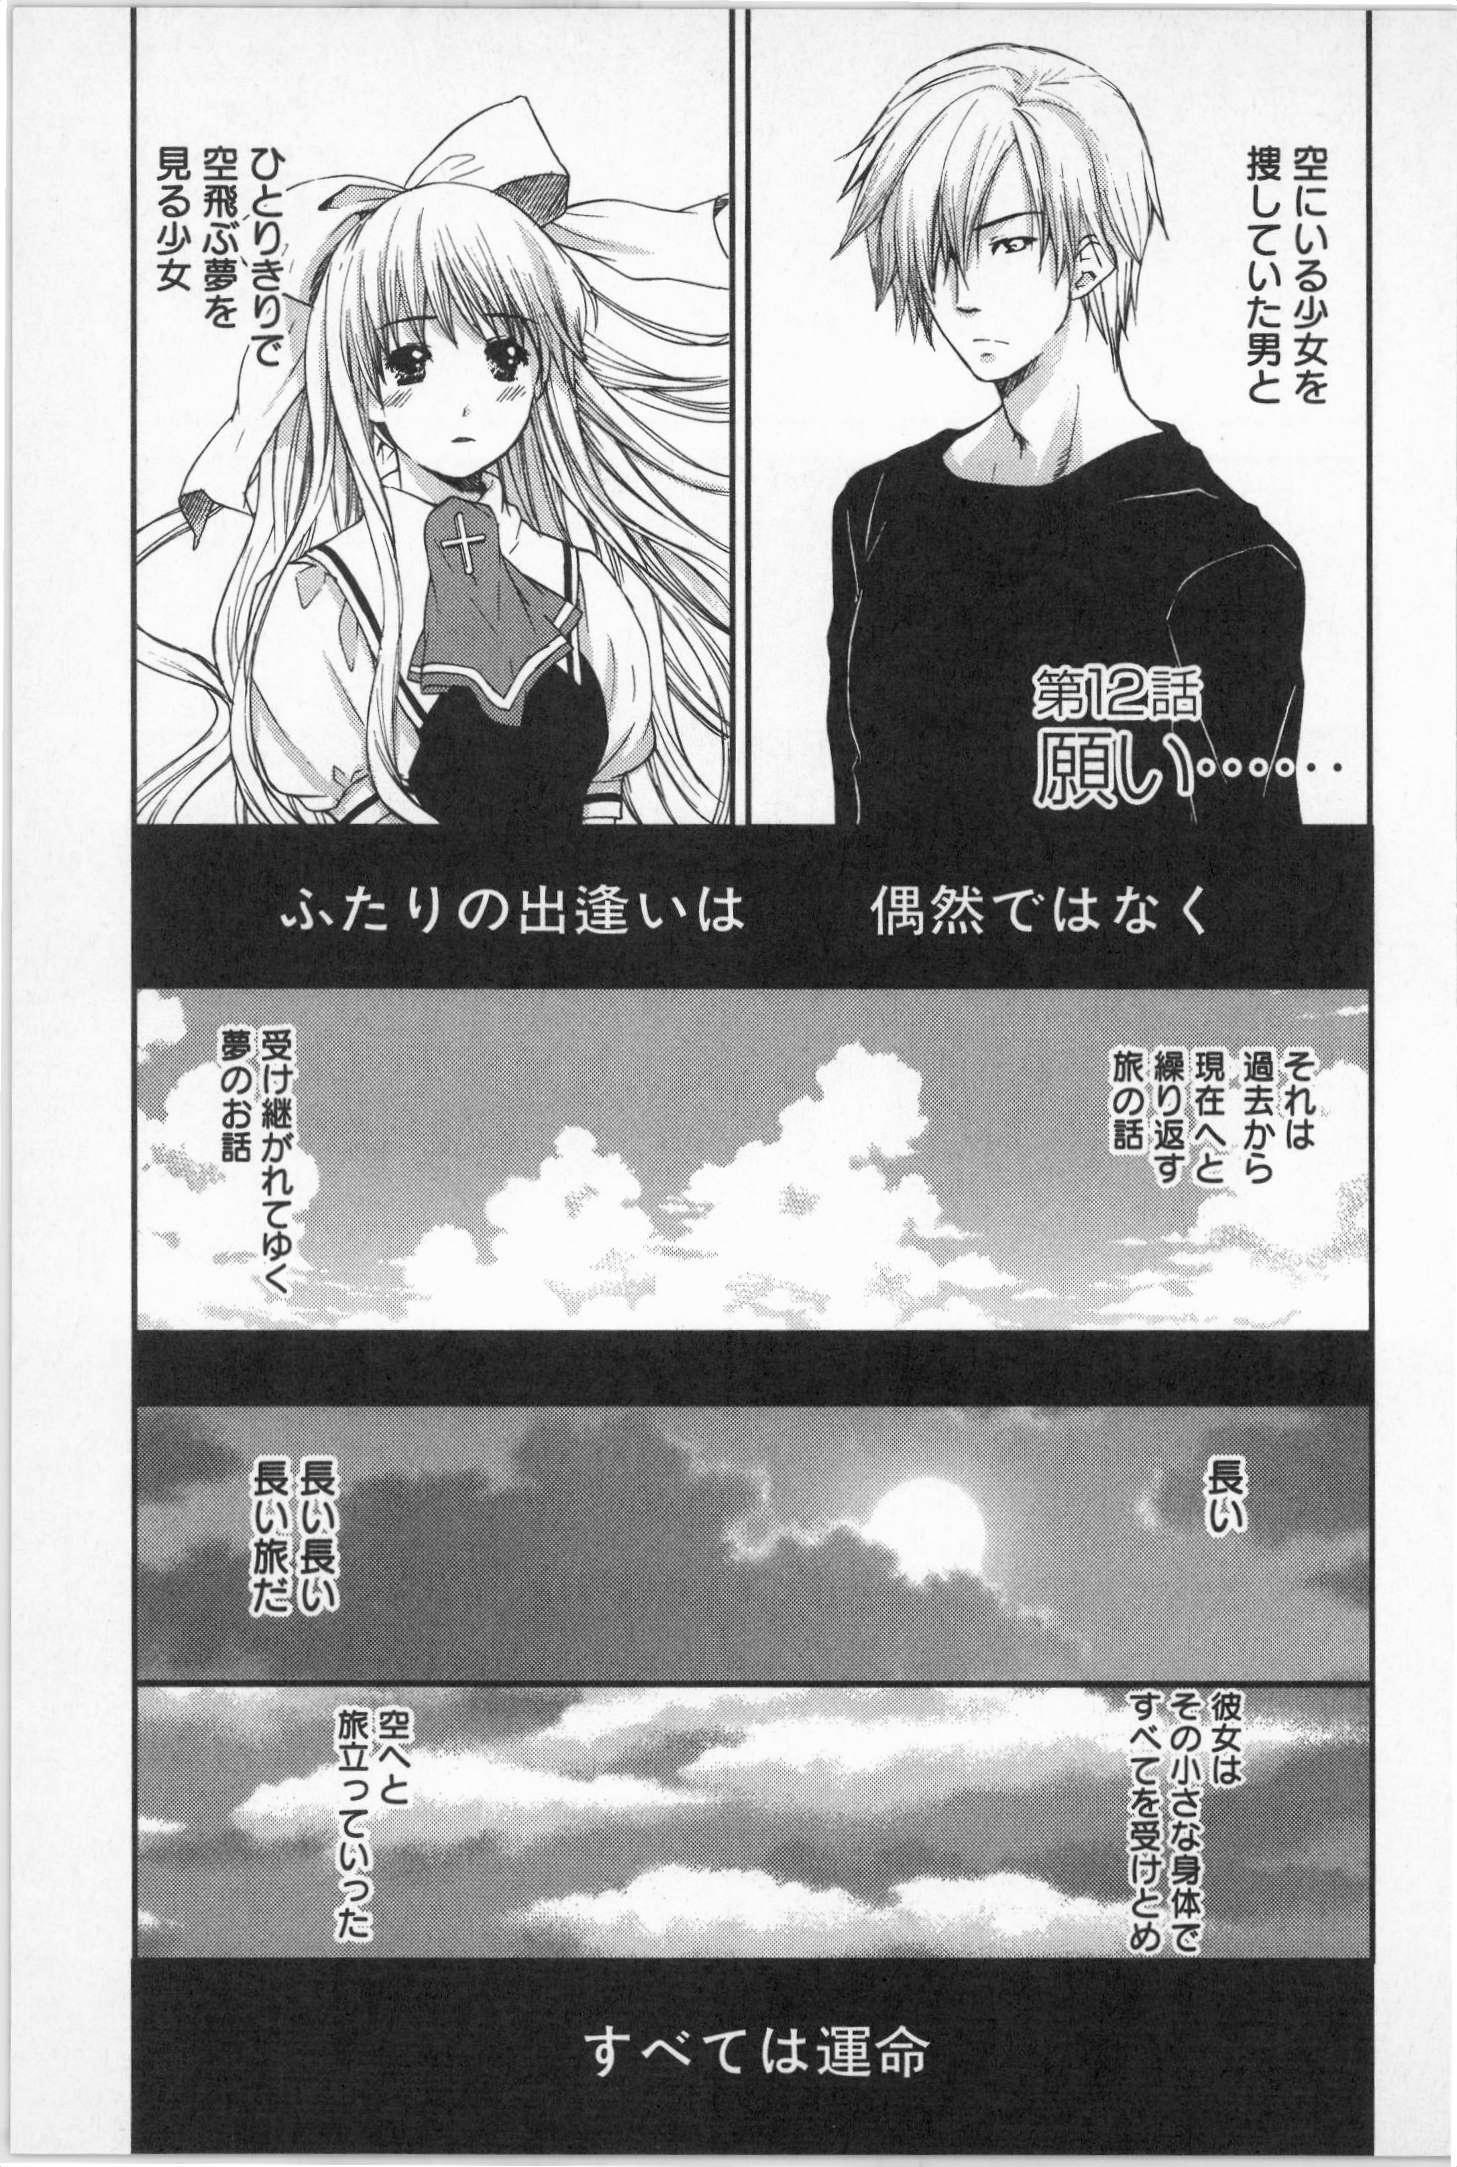 空にいる少女を
捜していた男と
第12話
願い‥‥‥
ひとりきりで
空飛ぶ夢を
見る少女
ふたりの出逢いは　偶然ではなく
それは
過去から
現在へと
繰り返す
旅の話
受け継がれてゆく
夢のお話
長い
長い長い
長い旅だ
彼女は
その小さな身体で
すべてを受けとめ
空へと
旅立っていった
すべては運命